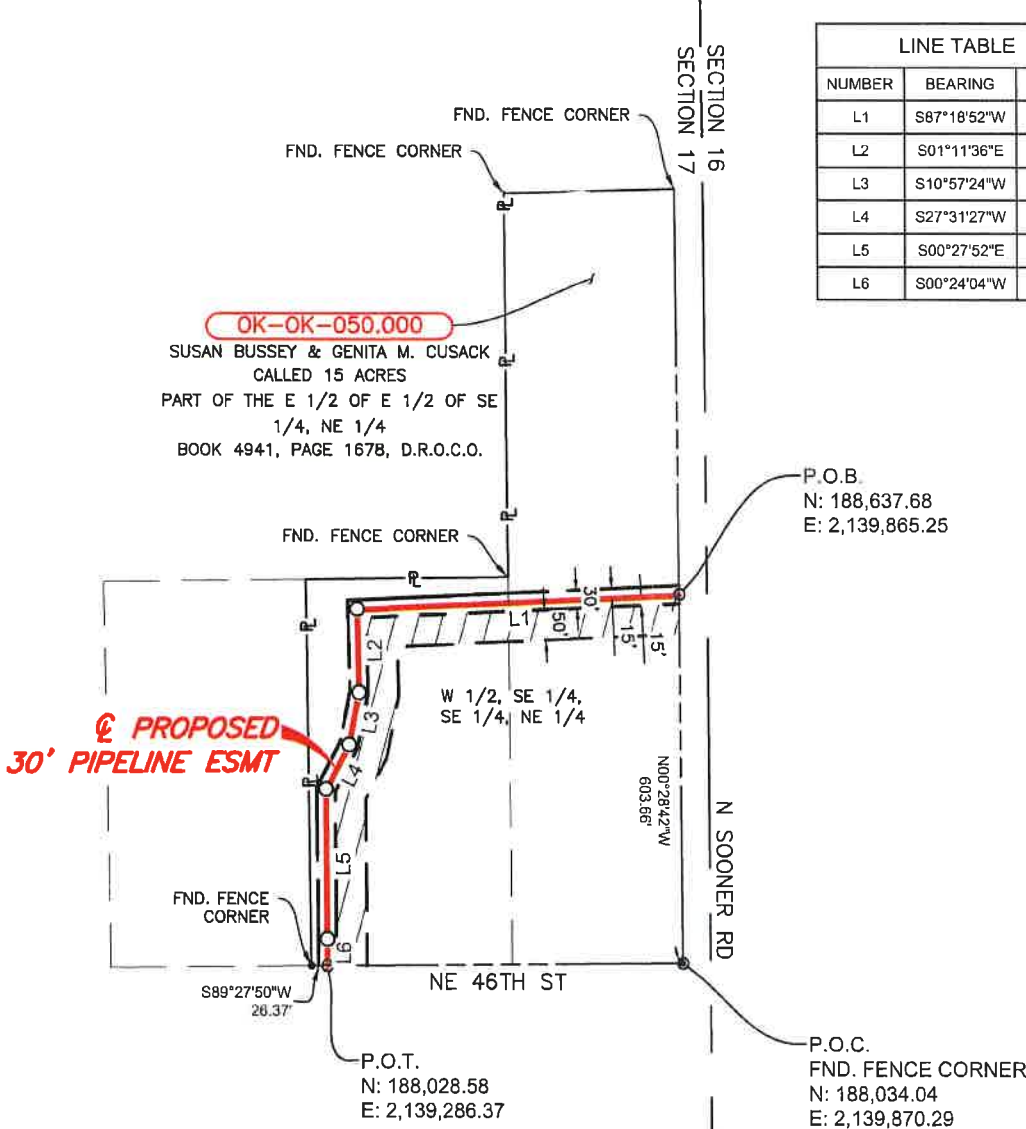 SECTION 16
SECTION 17
LINE TABLE
NUMBER BEARING
L1 S87°18'52"W
L2 S01°11'36"E
L3 S10°57'24"W
L4 S27°31'27"W
L5 S00°27'52"E
L6 S00°24'04"W
FND. FENCE CORNER
FND. FENCE CORNER
PL
OK-OK-050.000
SUSAN BUSSEY & GENITA M. CUSACK
CALLED 15 ACRES
PART OF THE E 1/2 OF E 1/2 OF SE
1/4, NE 1/4
BOOK 4941, PAGE 1678, D.R.O.C.O.
PL
P.O.B.
N: 188,637.68
E: 2,139,865.25
PL
FND. FENCE CORNER
PL
PL
L1
30'
50'
15'
15'
L2
L3
L4
L5
L6
W 1/2, SE 1/4,
SE 1/4, NE 1/4
CL PROPOSED
30' PIPELINE ESMT
PL
N00°28'42"W
603.66'
N SOONER RD
FND. FENCE
CORNER
S89°27'50"W
26.37'
NE 46TH ST
P.O.T.
N: 188,028.58
E: 2,139,286.37
P.O.C.
FND. FENCE CORNER
N: 188,034.04
E: 2,139,870.29